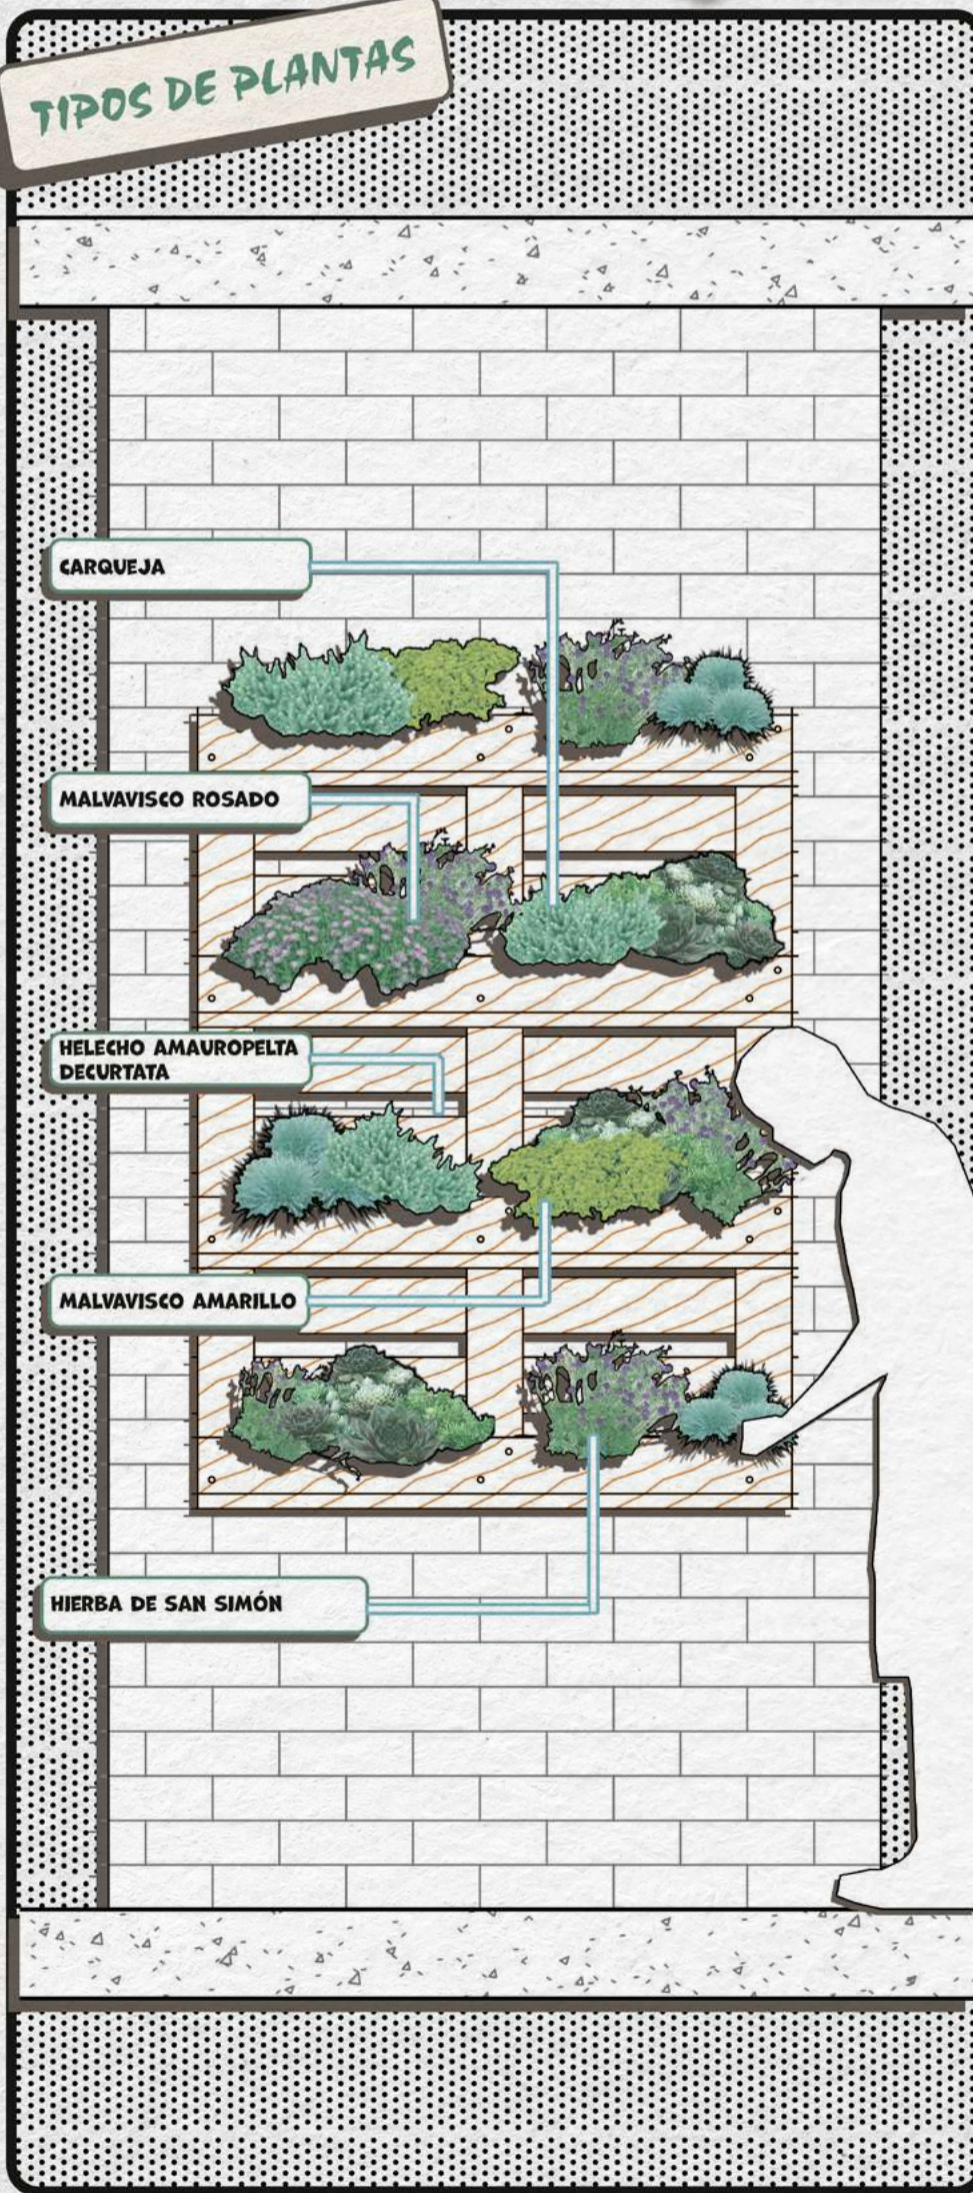 TIPOS DE PLANTAS
CARQUEJA
MALVAVISCO ROSADO
HELECHO AMAUROPELTA
DECURTATA
MALVAVISCO AMARILLO
HIERBA DE SAN SIMÓN